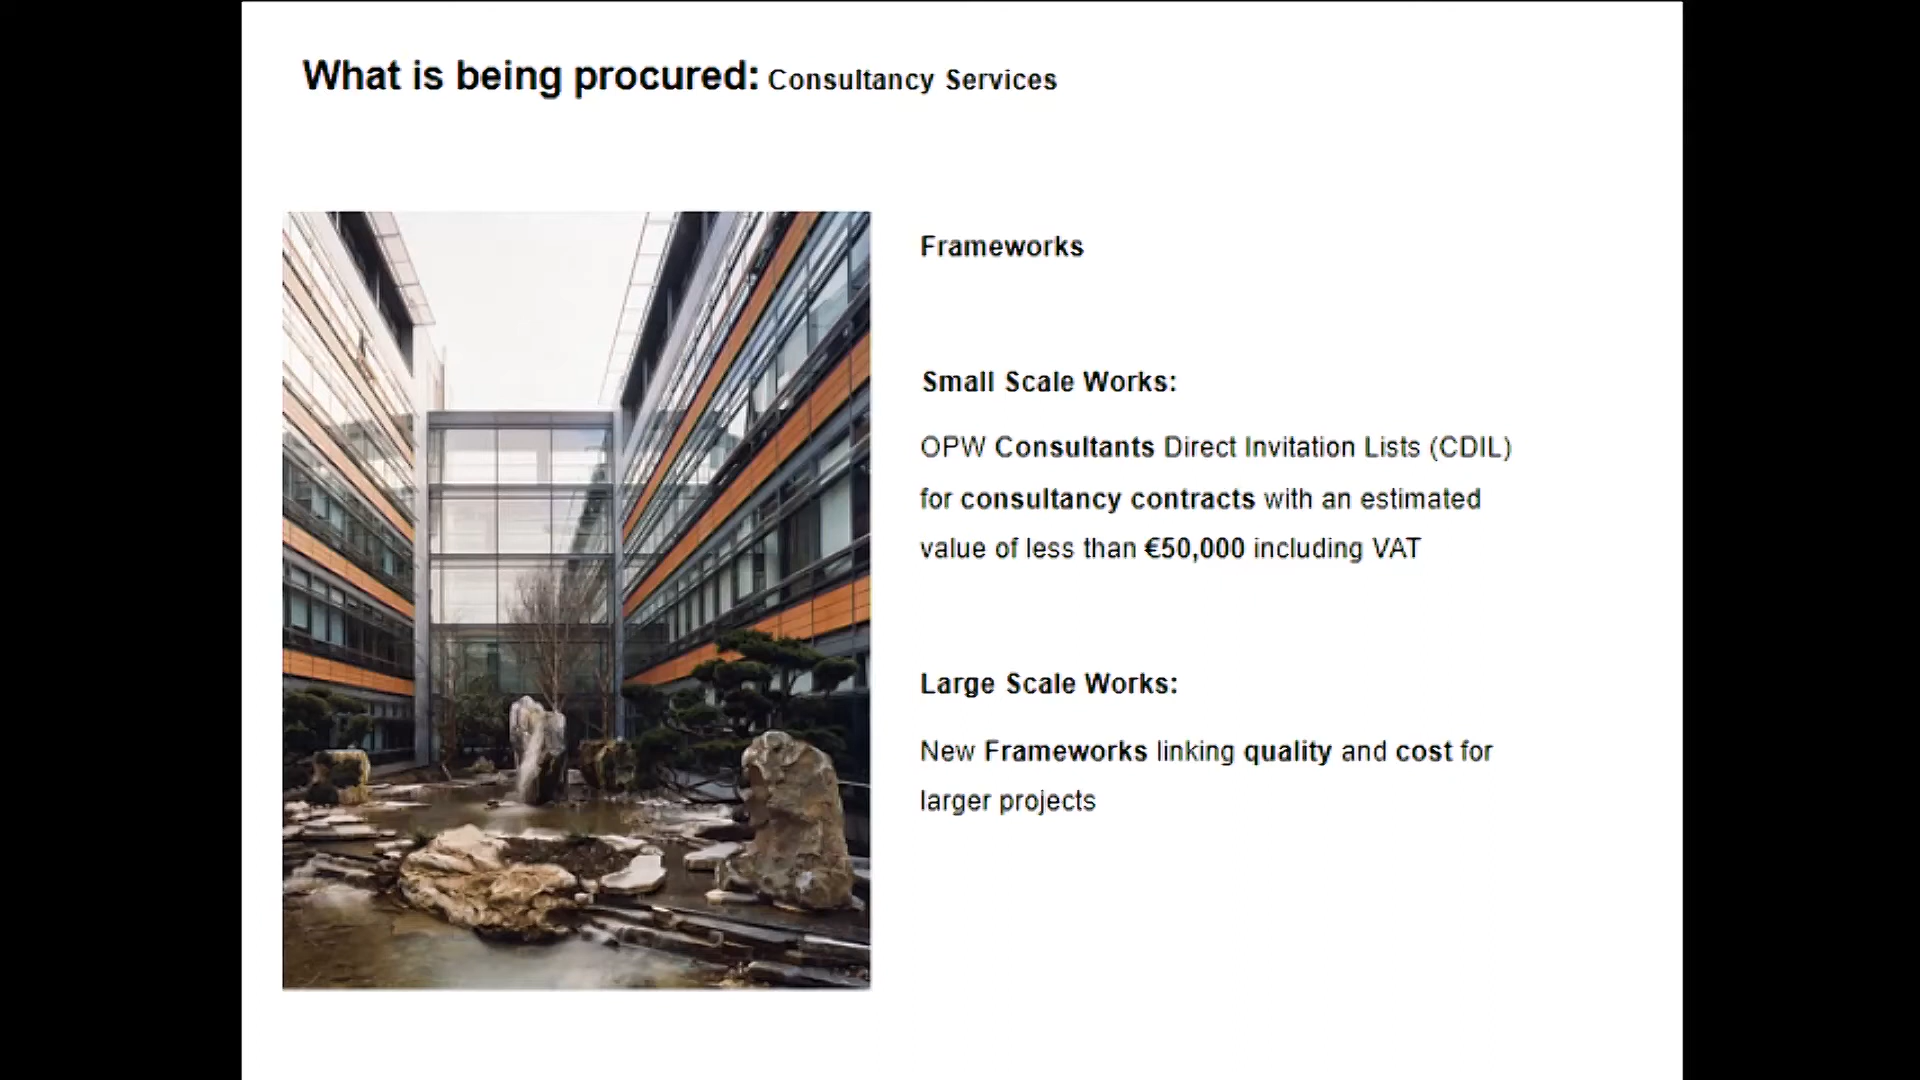 What is being procured: Consultancy Services
Frameworks
Small Scale Works:
OPW Consultants Direct Invitation Lists (CDIL)
for consultancy contracts with an estimated
value of less than €50,000 including VAT
Large Scale Works:
New Frameworks linking quality and cost for
larger projects